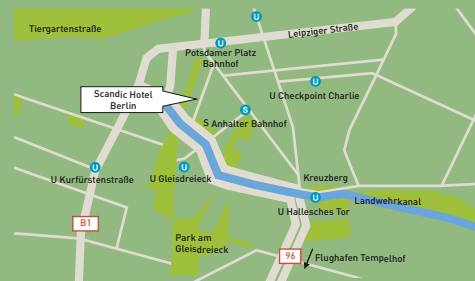 U
Tiergartenstraße
Leipziger Straße
U
Potsdamer Platz
Bahnhof
U
U Checkpoint Charlie
Scandic Hotel
Berlin
S
S Anhalter Bahnhof
U
U Kurfürstenstraße
U
U Gleisdreieck
Kreuzberg
U
Landwehrkanal
U Hallesches Tor
B1
Park am
Gleisdreieck
96
Flughafen Tempelhof